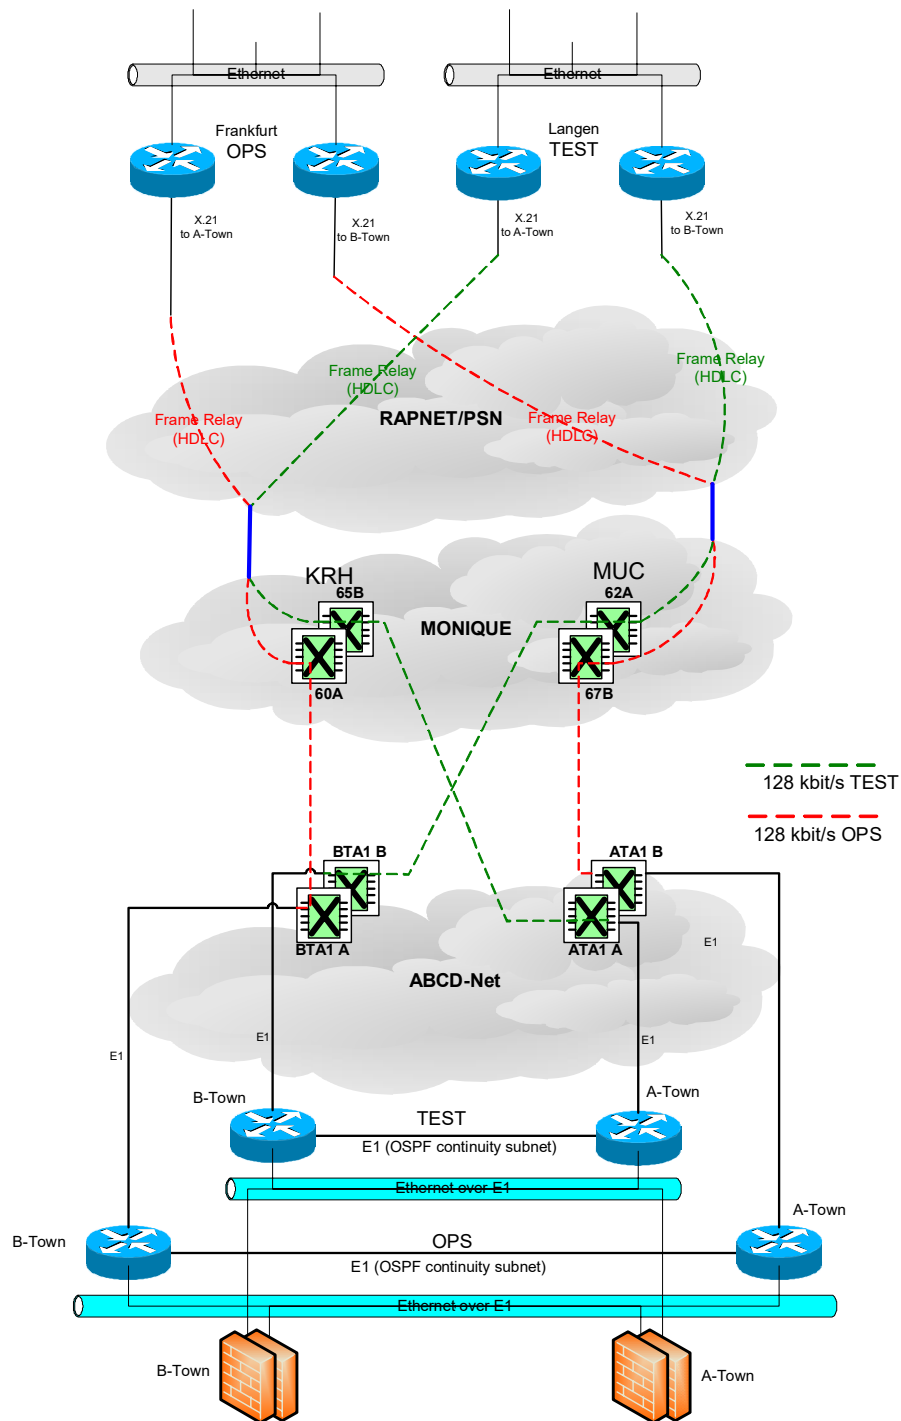 Ethernet
Ethernet
Frankfurt
OPS
Langen
TEST
X.21
to A-Town
X.21
to B-Town
X.21
to A-Town
X.21
to B-Town
Frame Relay
(HDLC)
Frame Relay
(HDLC)
Frame Relay
(HDLC)
Frame Relay
(HDLC)
RAPNET/PSN
KRH
65B
MUC
62A
MONIQUE
60A
67B
128 kbit/s TEST
128 kbit/s OPS
BTA1 B
ATA1 B
BTA1 A
ATA1 A
E1
ABCD-Net
E1
E1
E1
B-Town
A-Town
TEST
E1 (OSPF continuity subnet)
Ethernet over E1
B-Town
A-Town
OPS
E1 (OSPF continuity subnet)
Ethernet over E1
B-Town
A-Town